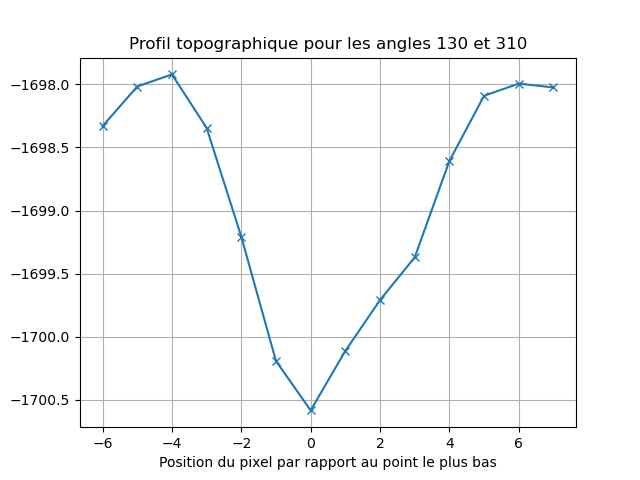 Profil topographique pour les angles 130 et 310
−1698.0
−1698.5
−1699.0
−1699.5
−1700.0
−1700.5
−6 −4 −2 0 2 4 6
Position du pixel par rapport au point le plus bas